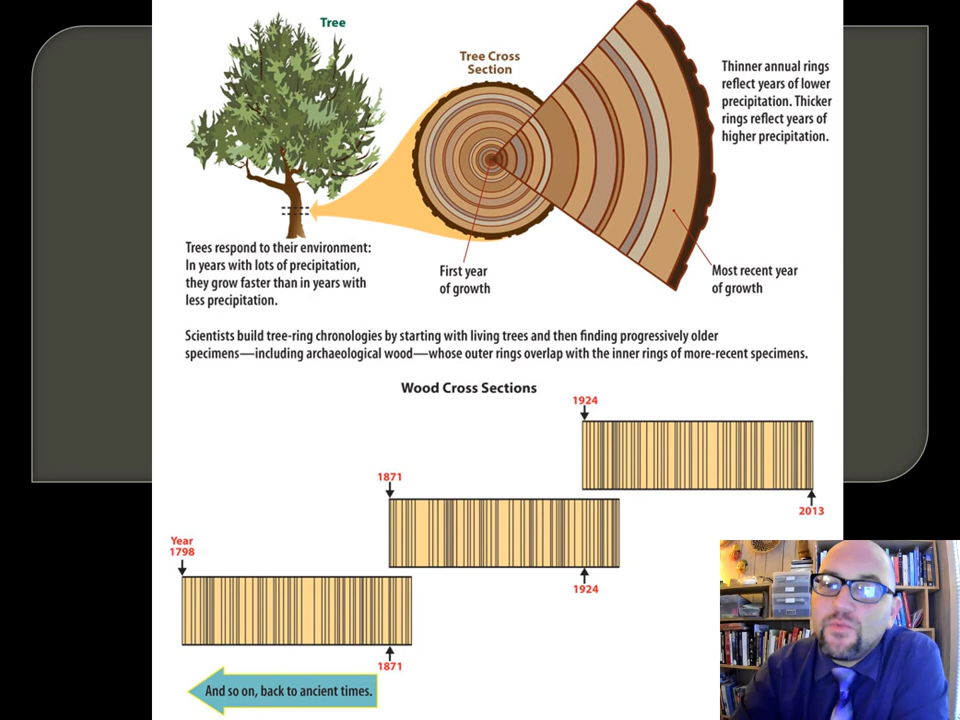 Tree
Tree Cross
Section
Thinner annual rings
reflect years of lower
precipitation. Thicker
rings reflect years of
higher precipitation.
Trees respond to their environment:
In years with lots of precipitation,
they grow faster than in years with
less precipitation.
First year
of growth
Most recent year
of growth
Scientists build tree-ring chronologies by starting with living trees and then finding progressively older
specimens—including archaeological wood—whose outer rings overlap with the inner rings of more-recent specimens.
Wood Cross Sections
1924
1871
2013
Year
1798
1924
1871
And so on, back to ancient times.